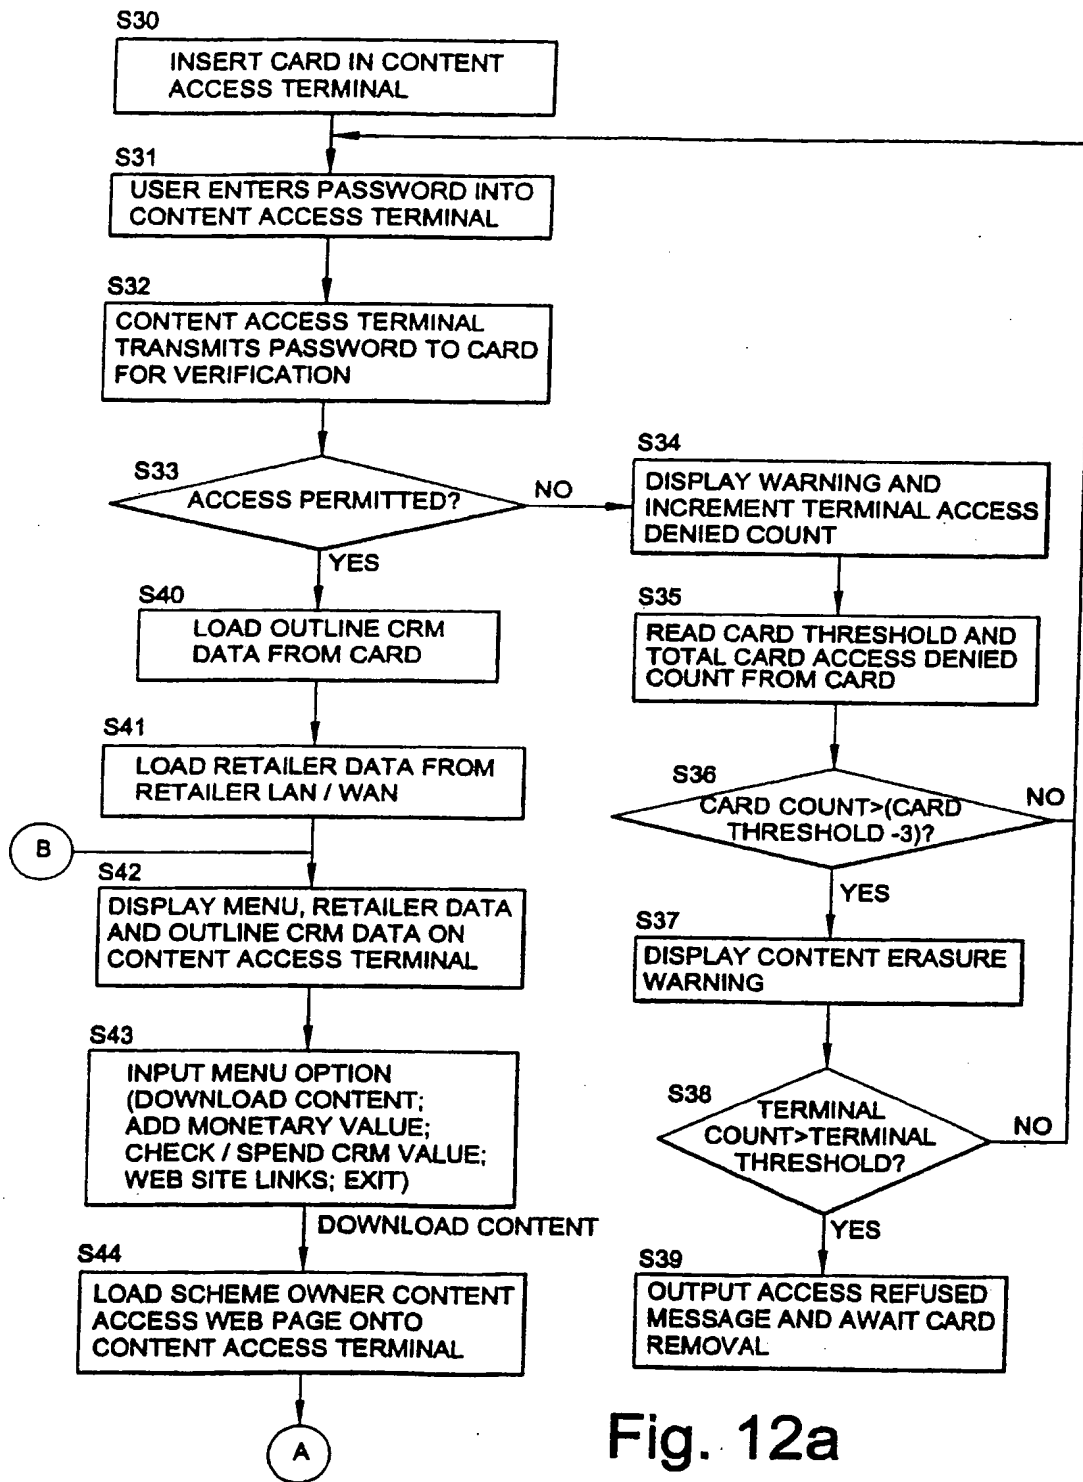 S30
INSERT CARD IN CONTENT
ACCESS TERMINAL
S31
USER ENTERS PASSWORD INTO
CONTENT ACCESS TERMINAL
S32
CONTENT ACCESS TERMINAL
TRANSMITS PASSWORD TO CARD
FOR VERIFICATION
S33
ACCESS PERMITTED?
NO
YES
S34
DISPLAY WARNING AND
INCREMENT TERMINAL ACCESS
DENIED COUNT
S35
READ CARD THRESHOLD AND
TOTAL CARD ACCESS DENIED
COUNT FROM CARD
S36
CARD COUNT>(CARD
THRESHOLD -3)?
NO
YES
S37
DISPLAY CONTENT ERASURE
WARNING
S38
TERMINAL
COUNT>TERMINAL
THRESHOLD?
NO
YES
S39
OUTPUT ACCESS REFUSED
MESSAGE AND AWAIT CARD
REMOVAL
S40
LOAD OUTLINE CRM
DATA FROM CARD
S41
LOAD RETAILER DATA FROM
RETAILER LAN / WAN
B
S42
DISPLAY MENU, RETAILER DATA
AND OUTLINE CRM DATA ON
CONTENT ACCESS TERMINAL
S43
INPUT MENU OPTION
(DOWNLOAD CONTENT;
ADD MONETARY VALUE;
CHECK / SPEND CRM VALUE;
WEB SITE LINKS; EXIT)
DOWNLOAD CONTENT
S44
LOAD SCHEME OWNER CONTENT
ACCESS WEB PAGE ONTO
CONTENT ACCESS TERMINAL
A
Fig. 12a